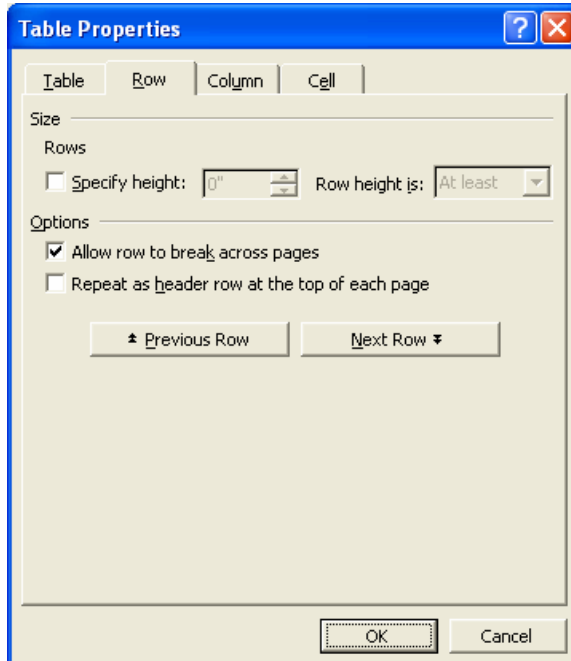 Table Properties ?
Table Row Column Cell
Size
Rows
Specify height: 0" Row height is: At least
Options
Allow row to break across pages
Repeat as header row at the top of each page
Previous Row Next Row
OK Cancel